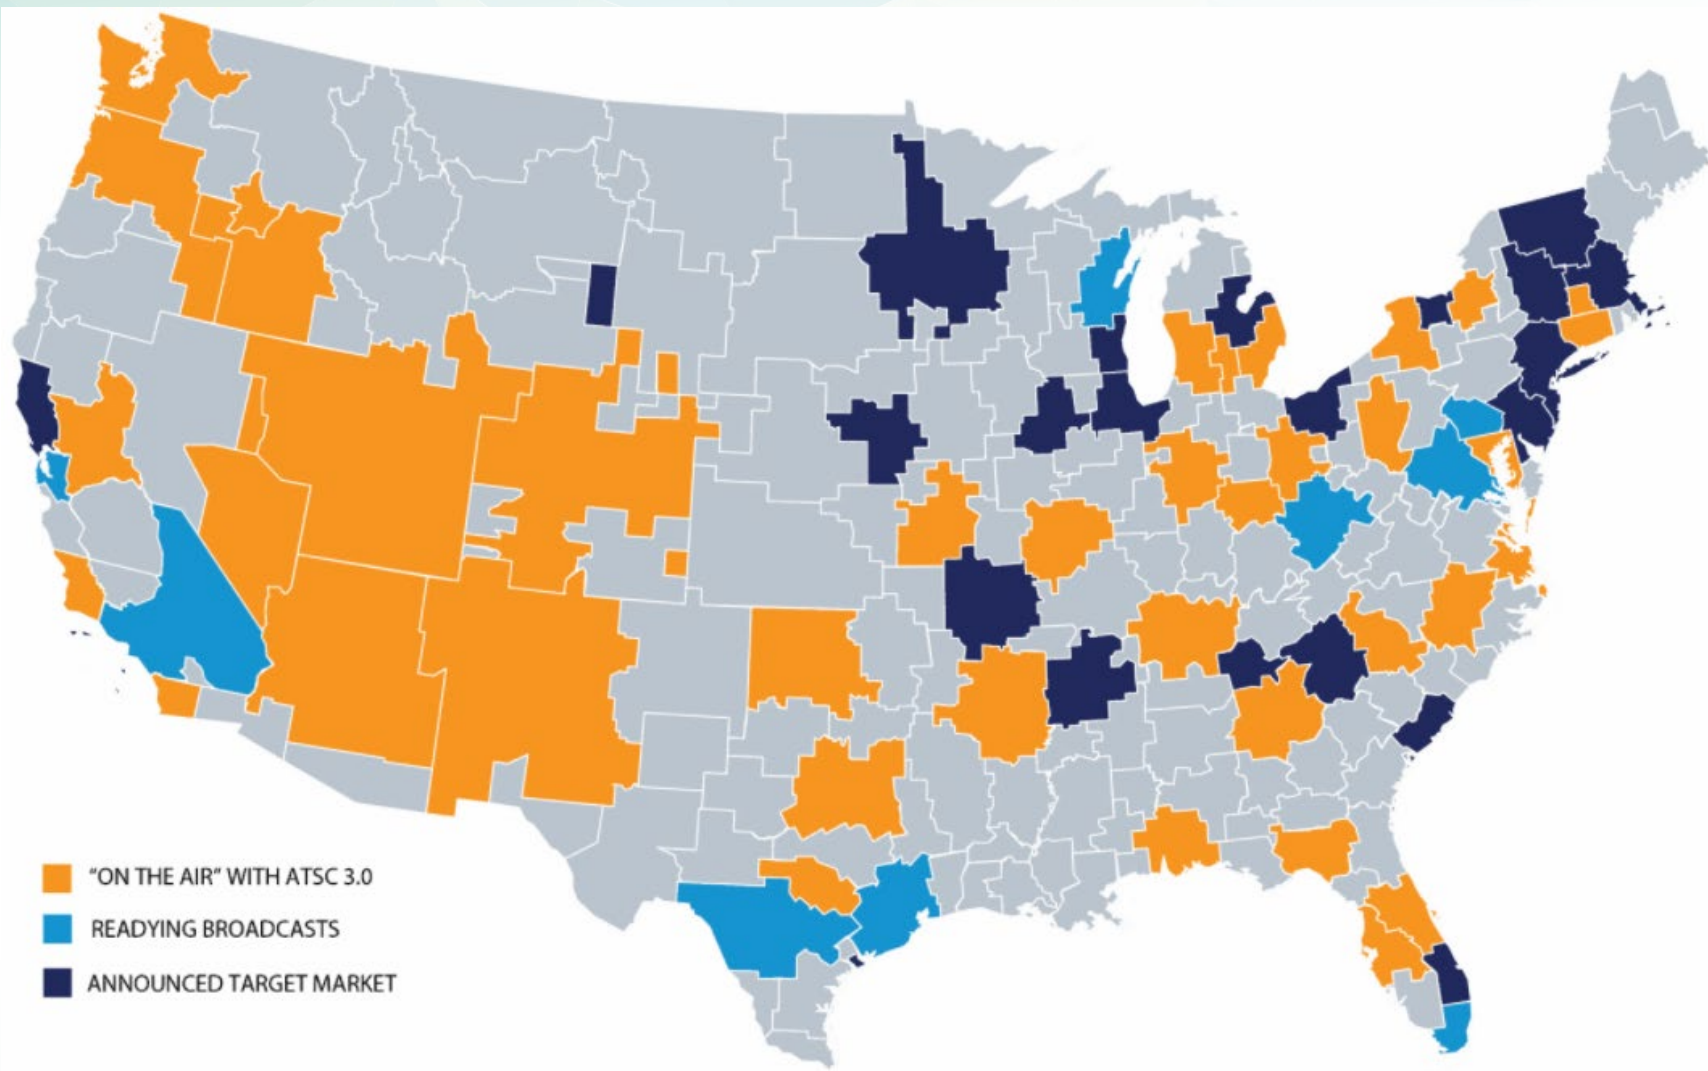 “ON THE AIR” WITH ATSC 3.0
READYING BROADCASTS
ANNOUNCED TARGET MARKET